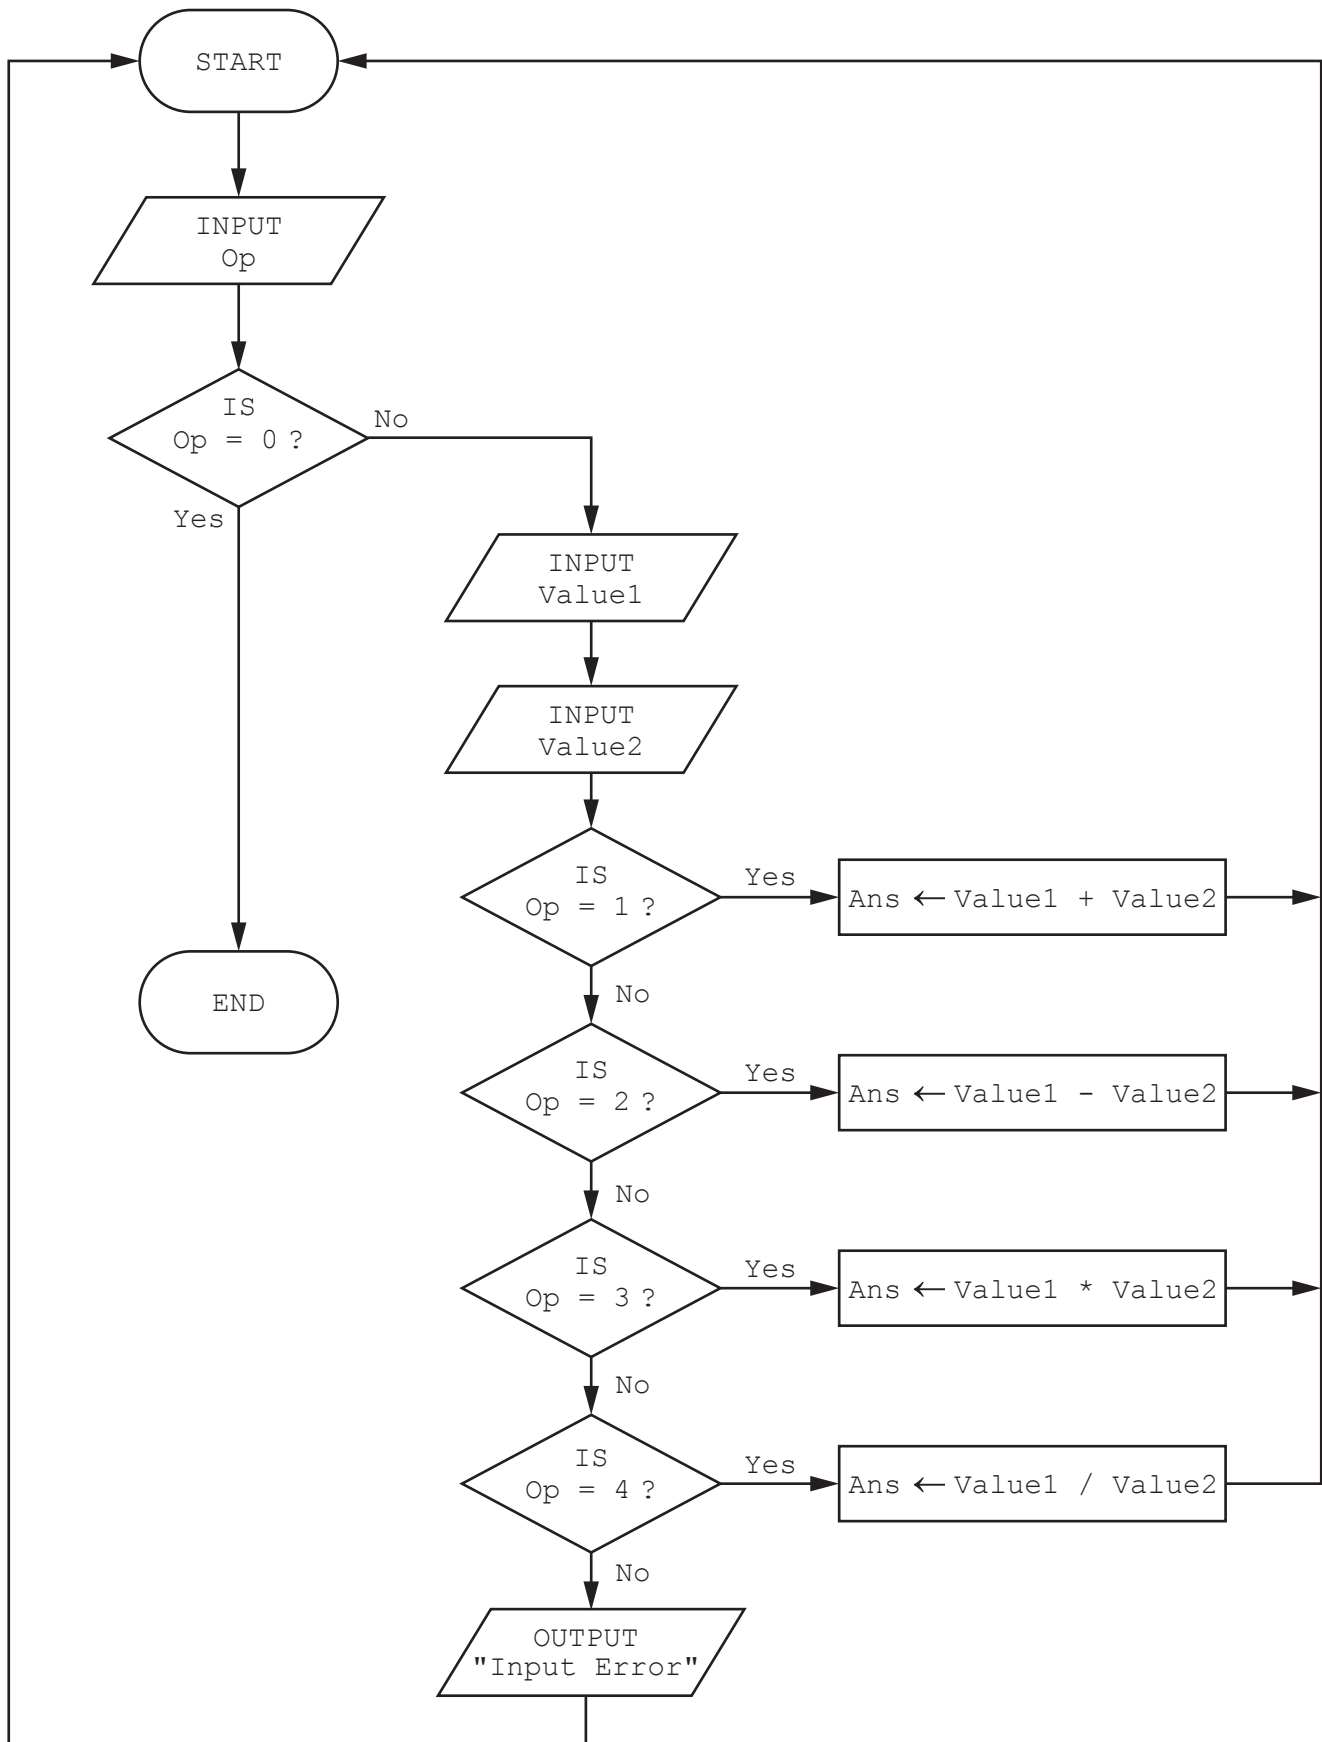 START
INPUT
Op
IS
Op = 0 ?
No
Yes
INPUT
Value1
INPUT
Value2
IS
Op = 1 ?
Yes
Ans ← Value1 + Value2
No
END
IS
Op = 2 ?
Yes
Ans ← Value1 - Value2
No
IS
Op = 3 ?
Yes
Ans ← Value1 * Value2
No
IS
Op = 4 ?
Yes
Ans ← Value1 / Value2
No
OUTPUT
"Input Error"